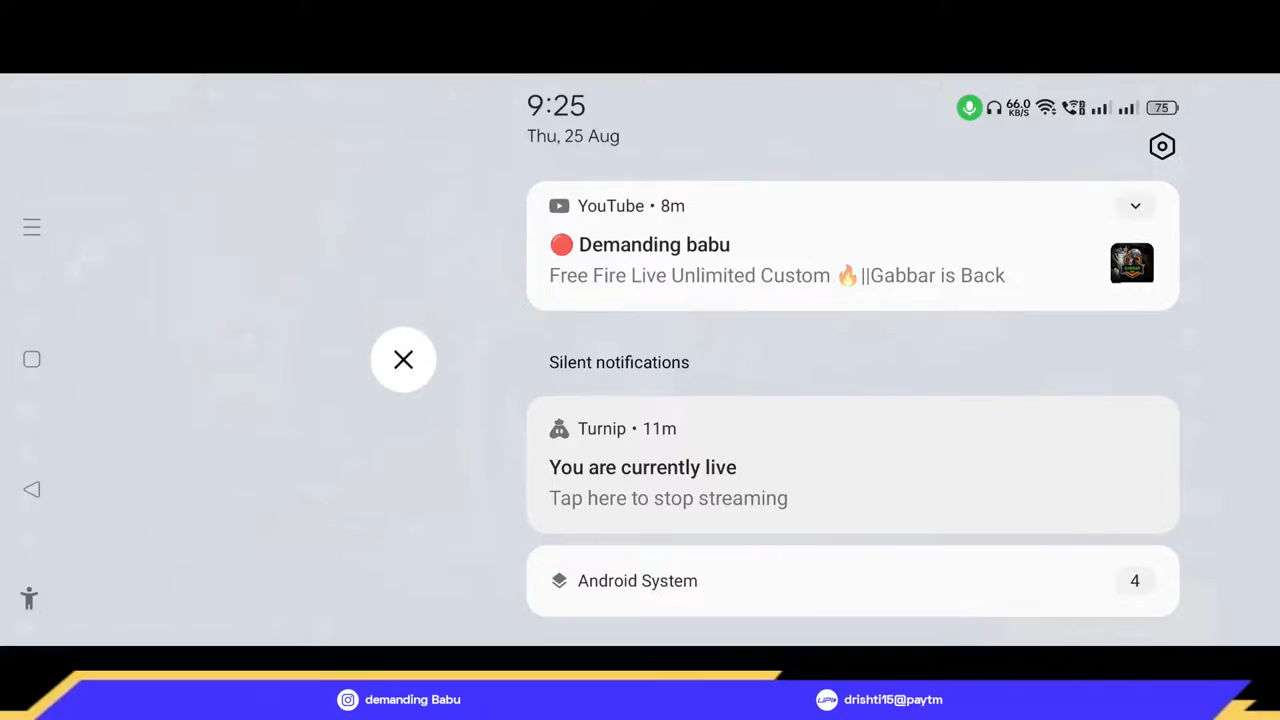 9:25
66.0
KB/S
75
Thu, 25 Aug
YouTube • 8m
🔴 Demanding babu
Free Fire Live Unlimited Custom 🔥||Gabbar is Back
GABBAR
Silent notifications
Turnip • 11m
You are currently live
Tap here to stop streaming
Android System
4
demanding Babu
UPI
drishti15@paytm